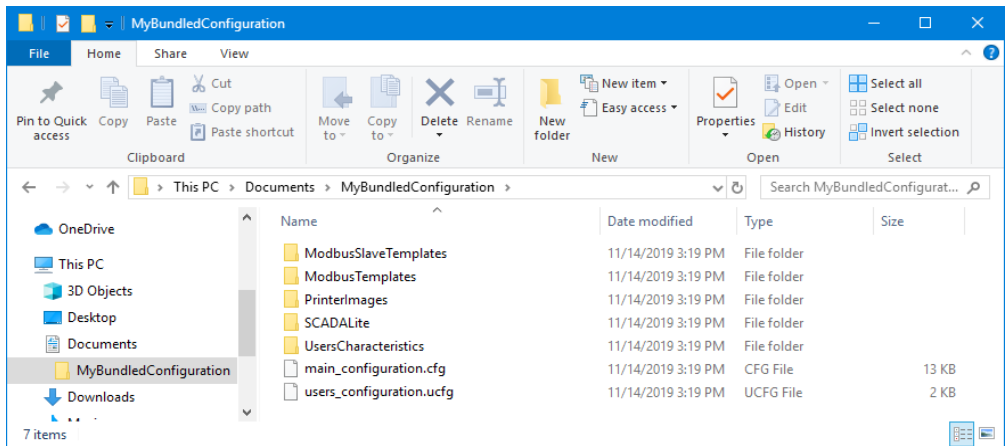 MyBundledConfiguration
File Home Share View
Pin to Quick access
Copy
Paste
Cut
Copy path
Paste shortcut
Clipboard
Move to
Copy to
Delete
Rename
Organize
New folder
New item
Easy access
New
Properties
Open
Edit
History
Open
Select all
Select none
Invert selection
Select
This PC > Documents > MyBundledConfiguration >
Search MyBundledConfigurat...
OneDrive
This PC
3D Objects
Desktop
Documents
MyBundledConfiguration
Downloads
Name Date modified Type Size
ModbusSlaveTemplates 11/14/2019 3:19 PM File folder
ModbusTemplates 11/14/2019 3:19 PM File folder
PrinterImages 11/14/2019 3:19 PM File folder
SCADALite 11/14/2019 3:19 PM File folder
UsersCharacteristics 11/14/2019 3:19 PM File folder
main_configuration.cfg 11/14/2019 3:19 PM CFG File 13 KB
users_configuration.ucfg 11/14/2019 3:19 PM UCFG File 2 KB
7 items